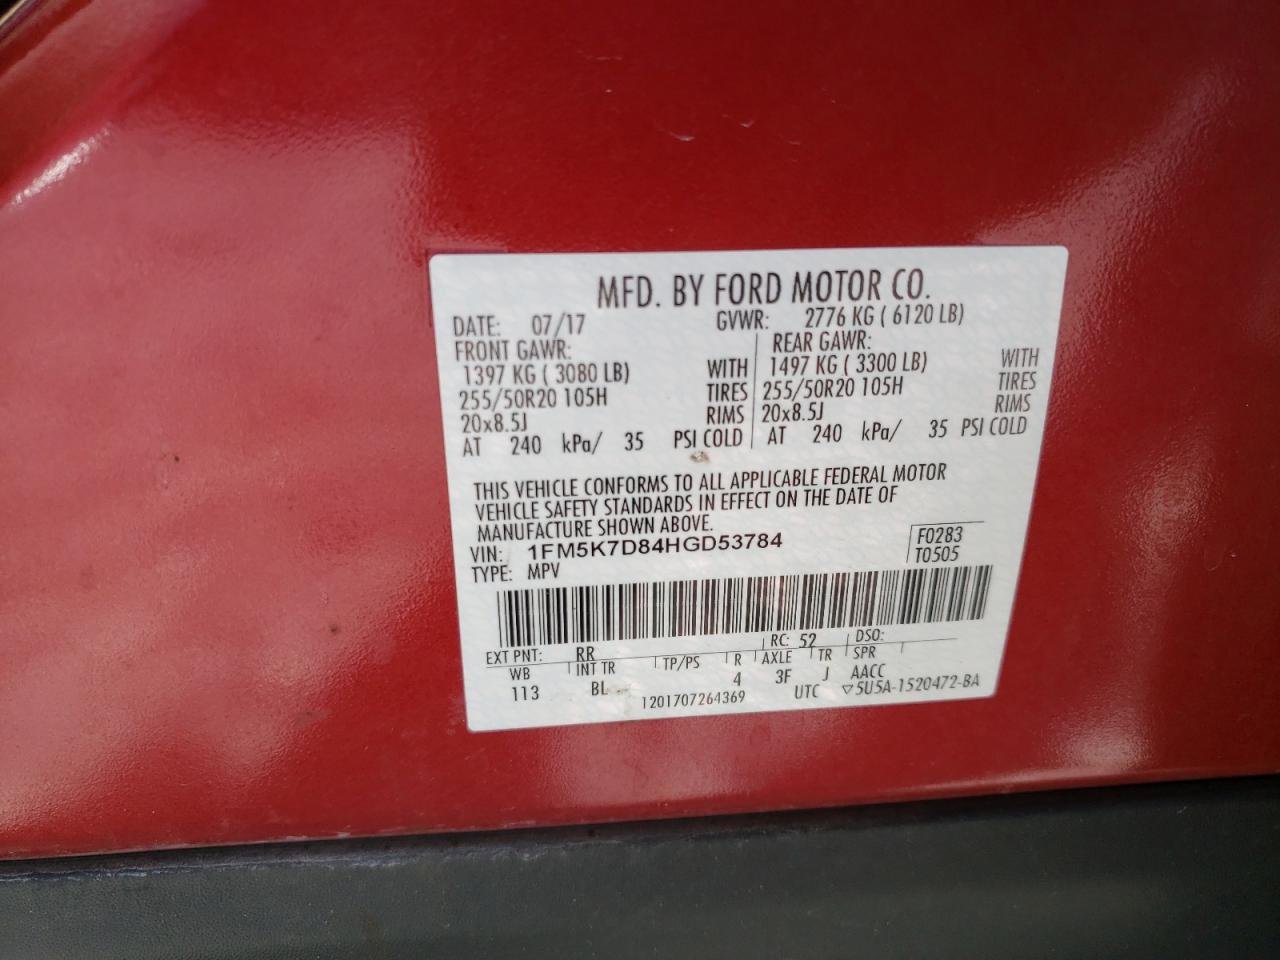 MFD. BY FORD MOTOR CO.
DATE: 07/17 GVWR: 2776 KG ( 6120 LB)
FRONT GAWR: REAR GAWR:
1397 KG ( 3080 LB) WITH 1497 KG ( 3300 LB) WITH
255/50R20 105H TIRES 255/50R20 105H TIRES
20x8.5J RIMS 20x8.5J RIMS
AT 240 kPa/ 35 PSI COLD AT 240 kPa/ 35 PSI COLD
THIS VEHICLE CONFORMS TO ALL APPLICABLE FEDERAL MOTOR
VEHICLE SAFETY STANDARDS IN EFFECT ON THE DATE OF
MANUFACTURE SHOWN ABOVE.
VIN: 1FM5K7D84HGD53784 F0283
TYPE: MPV T0505
EXT PNT: RR RC: 52 DSO:
WB INT TR TP/PS R AXLE TR SPR
113 BL 4 3F J AACC
1201707264369 UTC ▽5U5A-1520472-BA